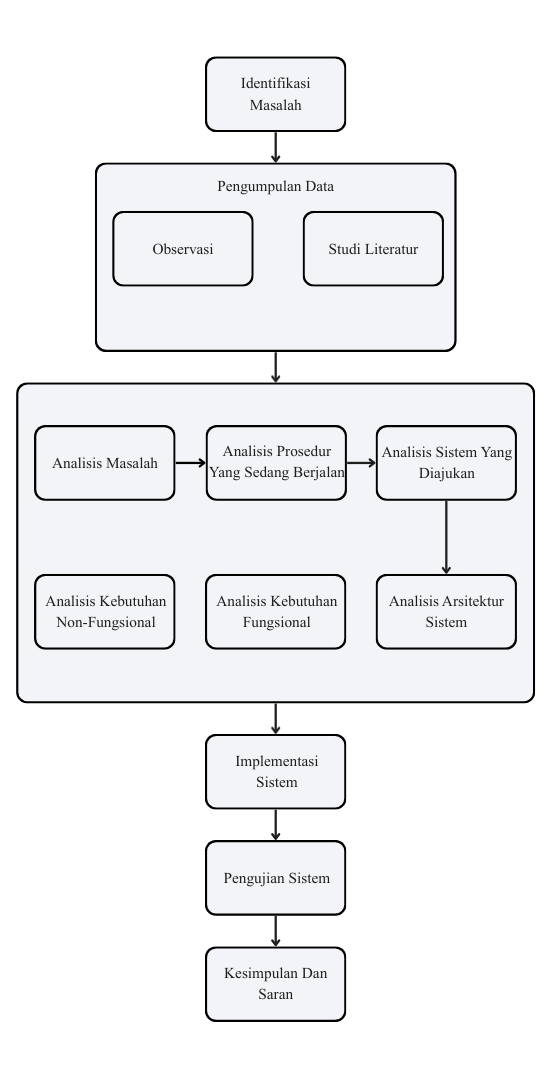 Identifikasi
Masalah
Pengumpulan Data
Observasi
Studi Literatur
Analisis Masalah
Analisis Prosedur
Yang Sedang Berjalan
Analisis Sistem Yang
Diajukan
Analisis Kebutuhan
Non-Fungsional
Analisis Kebutuhan
Fungsional
Analisis Arsitektur
Sistem
Implementasi
Sistem
Pengujian Sistem
Kesimpulan Dan
Saran